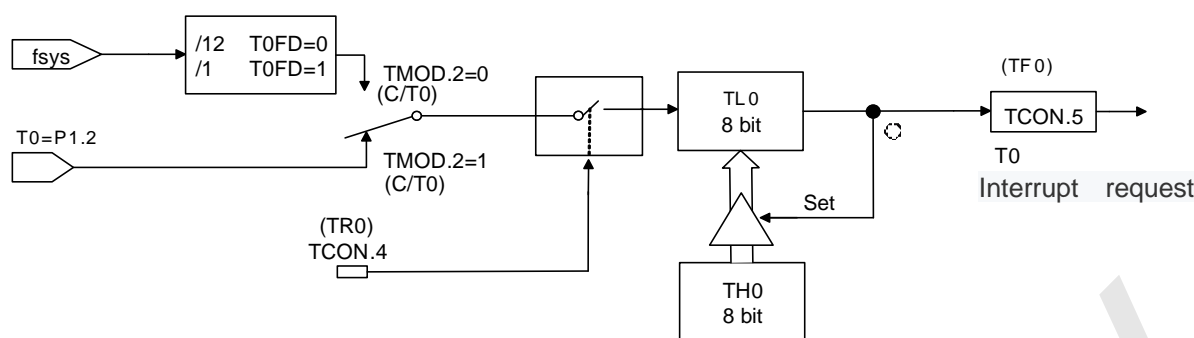 fsys
/12 T0FD=0
/1 T0FD=1
TMOD.2=0
(C/T0)
T0=P1.2
TMOD.2=1
(C/T0)
(TR0)
TCON.4
TL0
8 bit
Set
TH0
8 bit
(TF0)
TCON.5
T0
Interrupt request